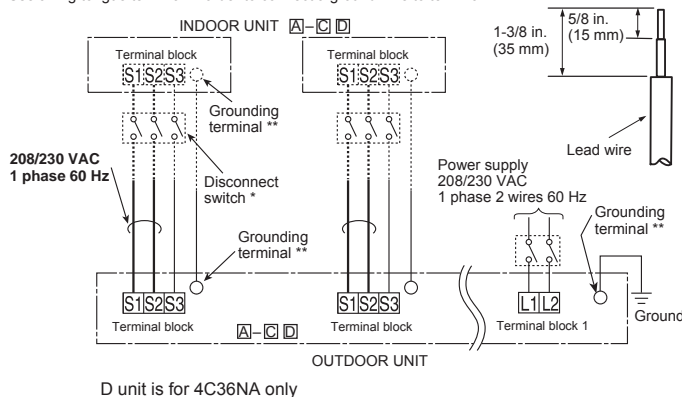 INDOOR UNIT A–C D
5/8 in.
(15 mm)
1-3/8 in.
(35 mm)
Lead wire
Terminal block
S1 S2 S3
Terminal block
S1 S2 S3
Grounding
terminal **
208/230 VAC
1 phase 60 Hz
Disconnect
switch *
Power supply
208/230 VAC
1 phase 2 wires 60 Hz
Grounding
terminal **
Grounding
terminal **
S1 S2 S3
Terminal block
A–C D
S1 S2 S3
Terminal block
L1 L2
Terminal block 1
Ground
OUTDOOR UNIT
D unit is for 4C36NA only